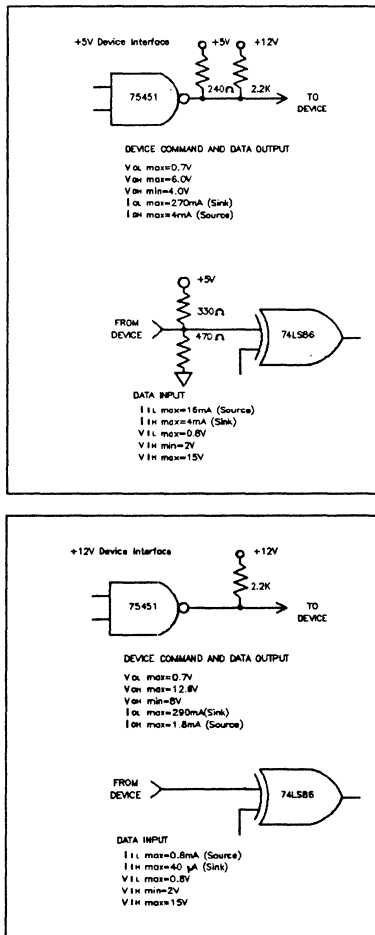 +5V Device Interface
+5V
+12V
75451
240Ω
2.2K
TO
DEVICE
DEVICE COMMAND AND DATA OUTPUT
VOL max=0.7V
VOH max=6.0V
VOH min=4.0V
IOL max=270mA (Sink)
IOH max=4mA (Source)
+5V
330Ω
FROM
DEVICE
74LS86
470Ω
DATA INPUT
IIL max=16mA (Source)
IIH max=4mA (Sink)
VIL max=0.8V
VIH min=2V
VIH max=15V
+12V Device Interface
+12V
2.2K
75451
TO
DEVICE
DEVICE COMMAND AND DATA OUTPUT
VOL max=0.7V
VOH max=12.6V
VOH min=8V
IOL max=290mA(Sink)
IOH max=1.8mA (Source)
FROM
DEVICE
74LS86
DATA INPUT
IIL max=0.8mA (Source)
IIH max=40 μA (Sink)
VIL max=0.8V
VIH min=2V
VIH max=15V